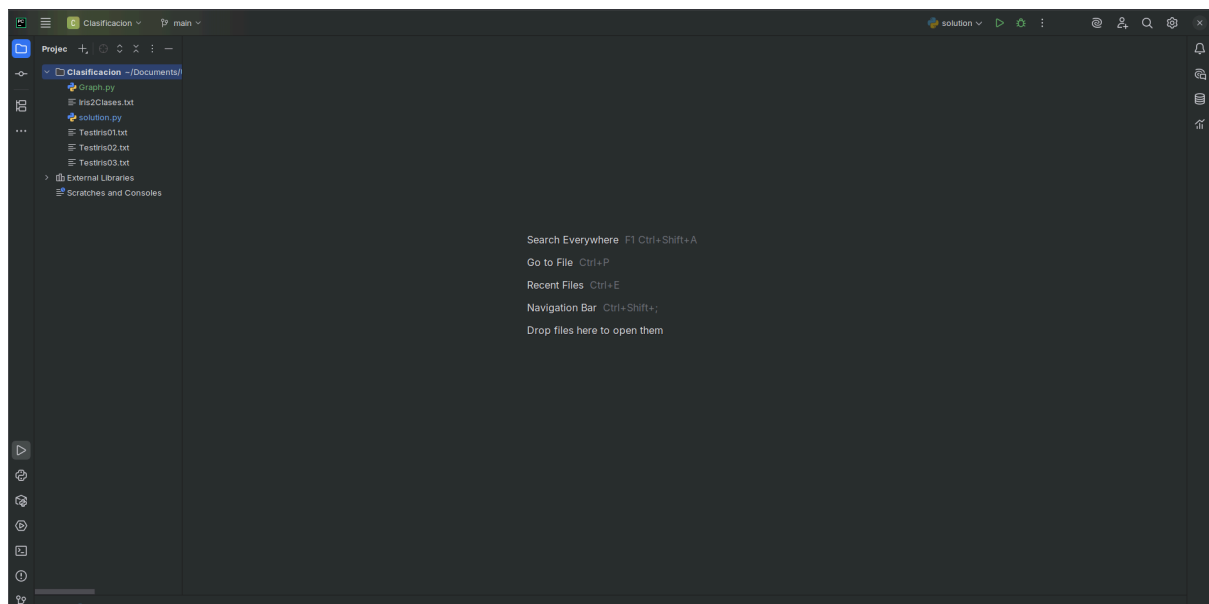 PC C Clasificacion main solution
Projec
Clasificacion ~/Documents/
Graph.py
Iris2Clases.txt
solution.py
TestIris01.txt
TestIris02.txt
TestIris03.txt
External Libraries
Scratches and Consoles
Search Everywhere F1 Ctrl+Shift+A
Go to File Ctrl+P
Recent Files Ctrl+E
Navigation Bar Ctrl+Shift+;
Drop files here to open them